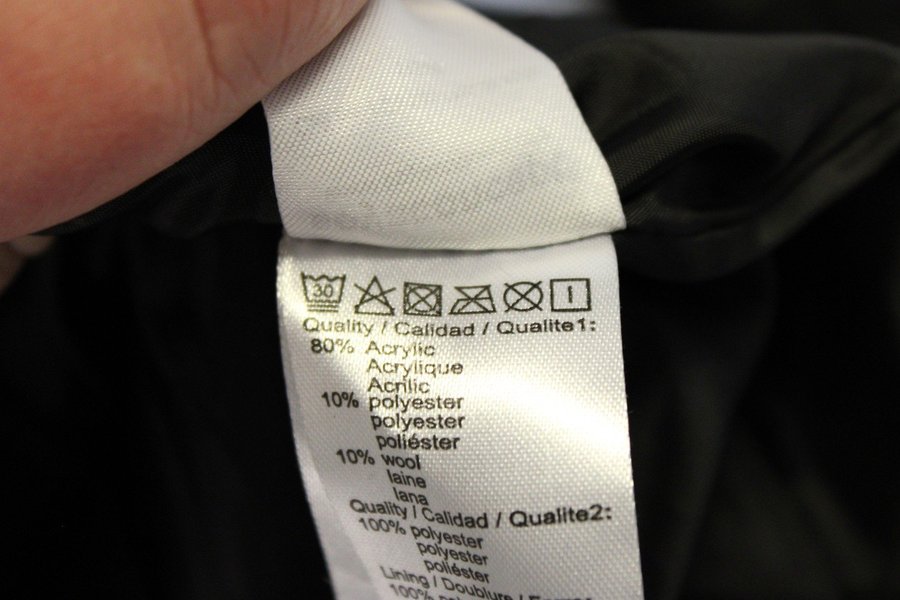 30
Quality / Calidad / Qualite1:
80% Acrylic
Acrylique
Acrilic
10% polyester
polyester
poliéster
10% wool
laine
lana
Quality / Calidad / Qualite2:
100% polyester
polyester
poliéster
Lining / Doublure /
100%